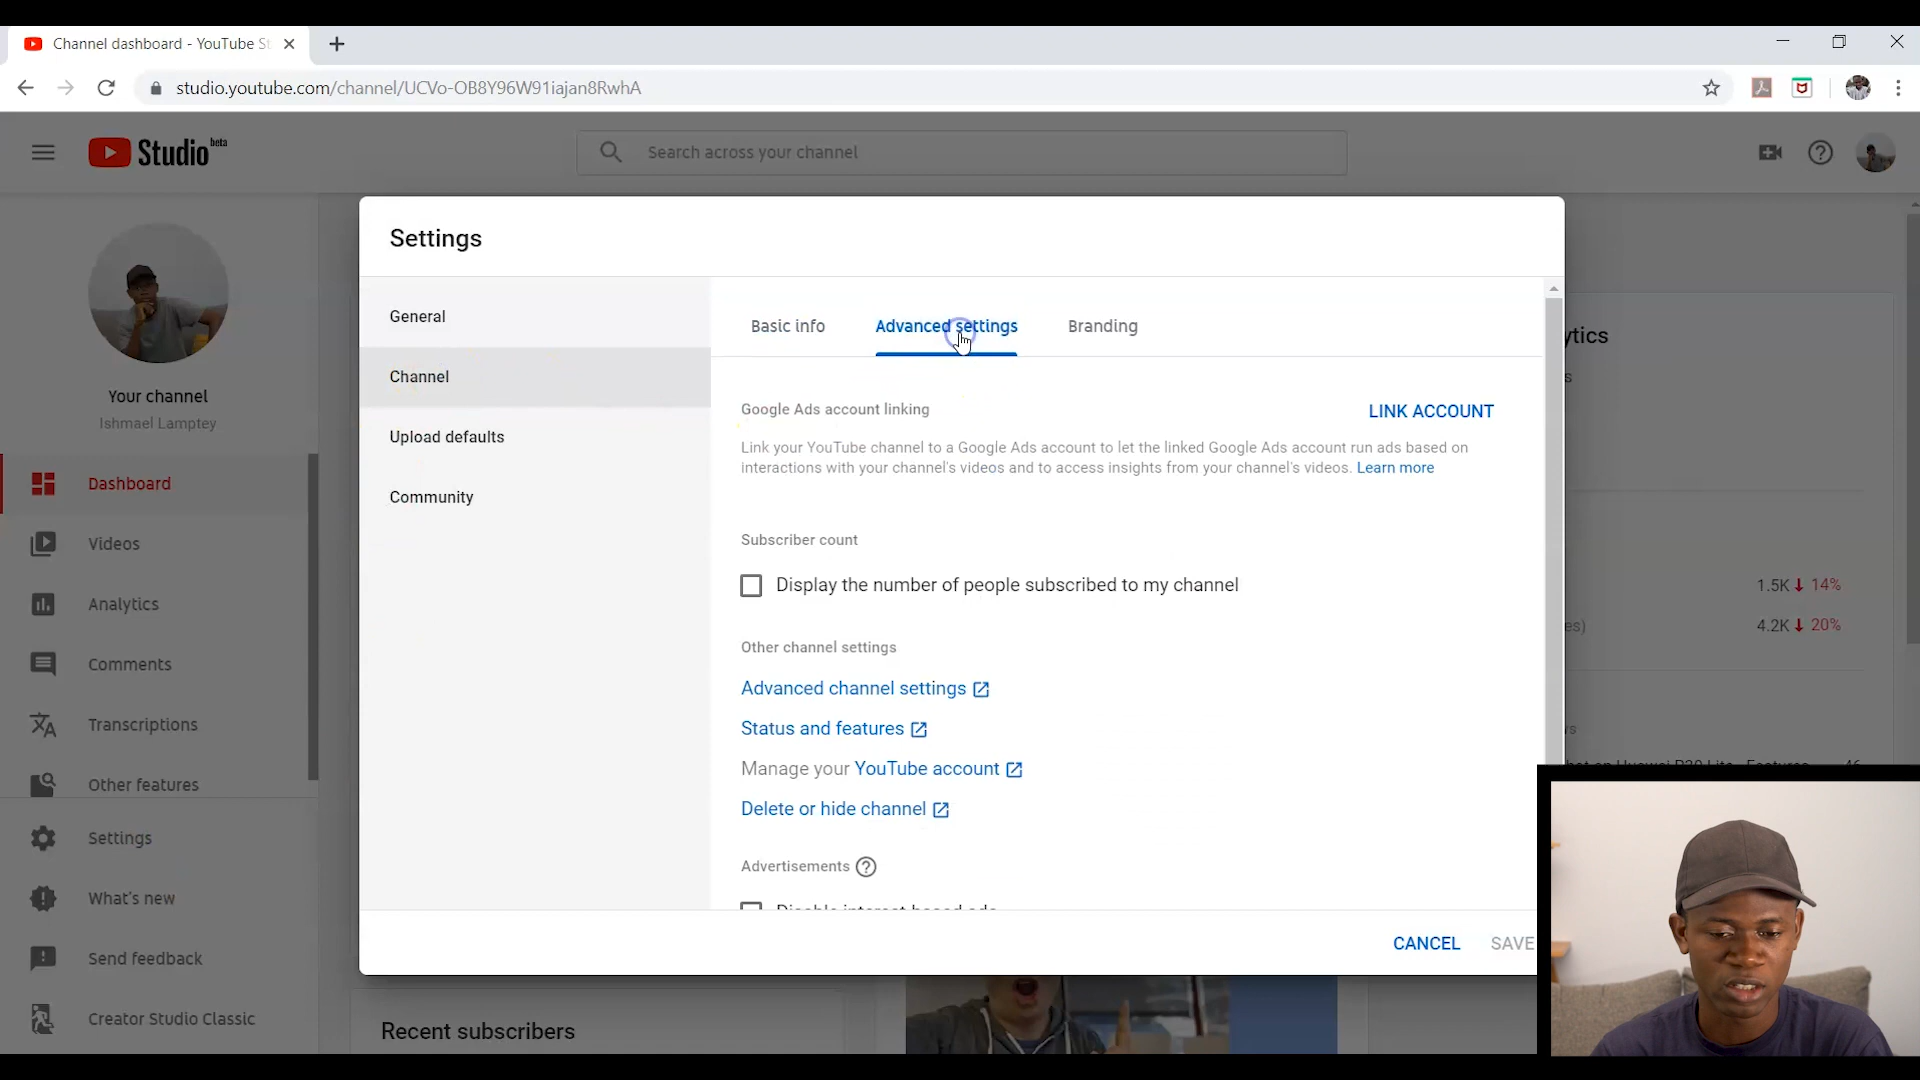 Channel dashboard - YouTube St
studio.youtube.com/channel/UCVo-OB8Y96W91iajan8RwhA
Studio beta
Search across your channel
Settings
General
Channel
Upload defaults
Community
Basic info
Advanced settings
Branding
Google Ads account linking
LINK ACCOUNT
Link your YouTube channel to a Google Ads account to let the linked Google Ads account run ads based on
interactions with your channel's videos and to access insights from your channel's videos. Learn more
Subscriber count
Display the number of people subscribed to my channel
Other channel settings
Advanced channel settings
Status and features
Manage your YouTube account
Delete or hide channel
Advertisements
CANCEL
SAVE
Your channel
Ishmael Lamptey
Dashboard
Videos
Analytics
Comments
Transcriptions
Other features
Settings
What's new
Send feedback
Creator Studio Classic
ytics
s
1.5K 14%
es)
4.2K 20%
Recent subscribers